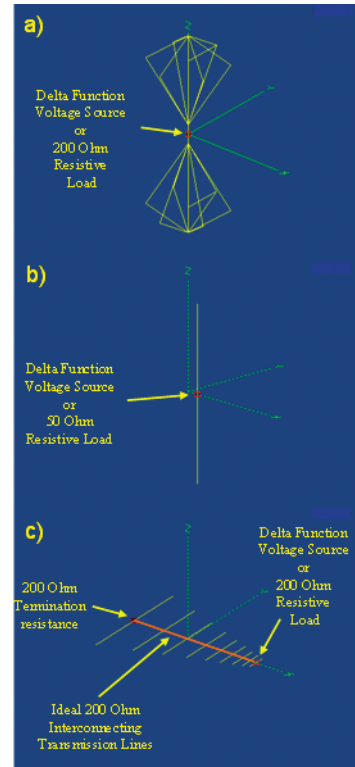 a)
Z
Delta Function
Voltage Source
or
200 Ohm
Resistive
Load
b)
Z
Delta Function
Voltage Source
or
50 Ohm
Resistive Load
c)
Delta Function
Voltage Source
or
200 Ohm
Resistive
Load
Z
200 Ohm
Termination
resistance
Ideal 200 Ohm
Interconnecting
Transmission Lines